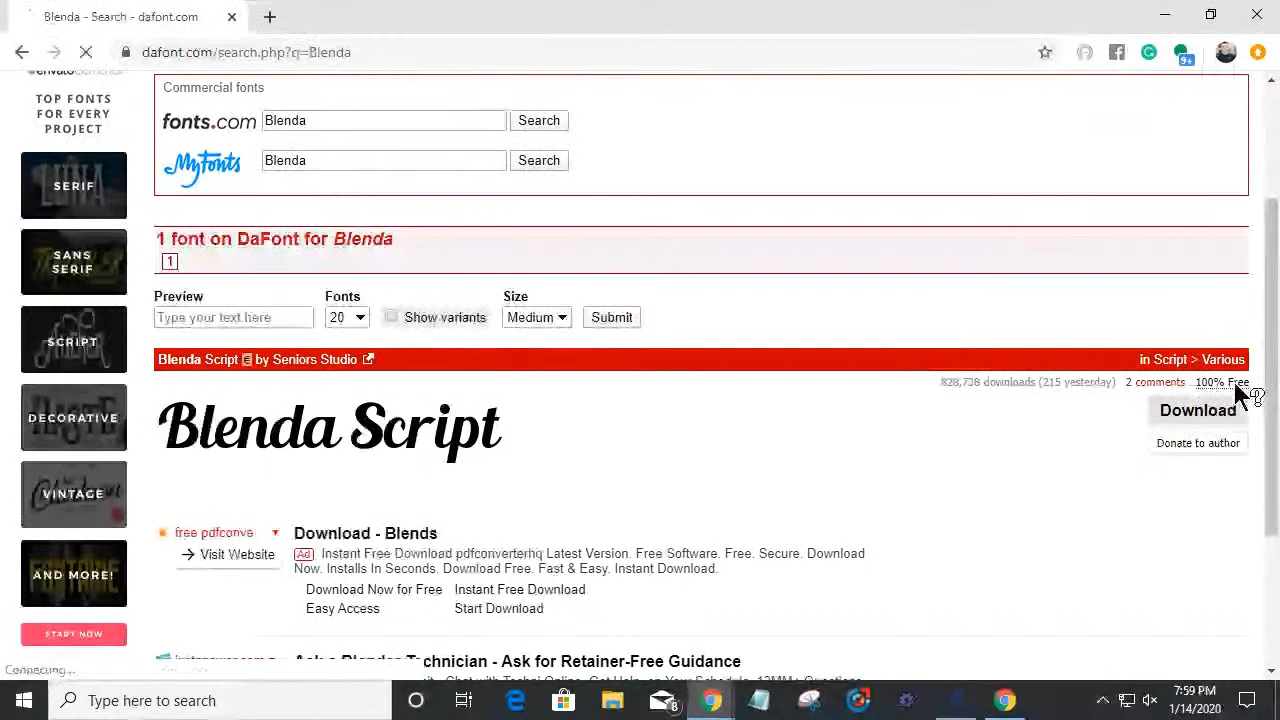 Blenda - Search - dafont.com
dafont.com/search.php?q=Blenda
9+
envatoelements
TOP FONTS
FOR EVERY
PROJECT
SERIF
SANS
SERIF
SCRIPT
DECORATIVE
VINTAGE
AND MORE!
START NOW
Commercial fonts
fonts.com Blenda Search
MyFonts Blenda Search
1 font on DaFont for Blenda
1
Preview Fonts Size
Type your text here 20 Show variants Medium Submit
Blenda Script € by Seniors Studio in Script > Various
828,738 downloads (215 yesterday) 2 comments 100% Free
Download
Donate to author
Blenda Script
free pdfconve Download - Blends
Visit Website Ad Instant Free Download pdfconverterhq Latest Version. Free Software. Free. Secure. Download
Now. Installs In Seconds. Download Free. Fast & Easy. Instant Download.
Download Now for Free Instant Free Download
Easy Access Start Download
Technician - Ask for Retainer-Free Guidance
Connecting...
Type here to search
8
7:59 PM
1/14/2020